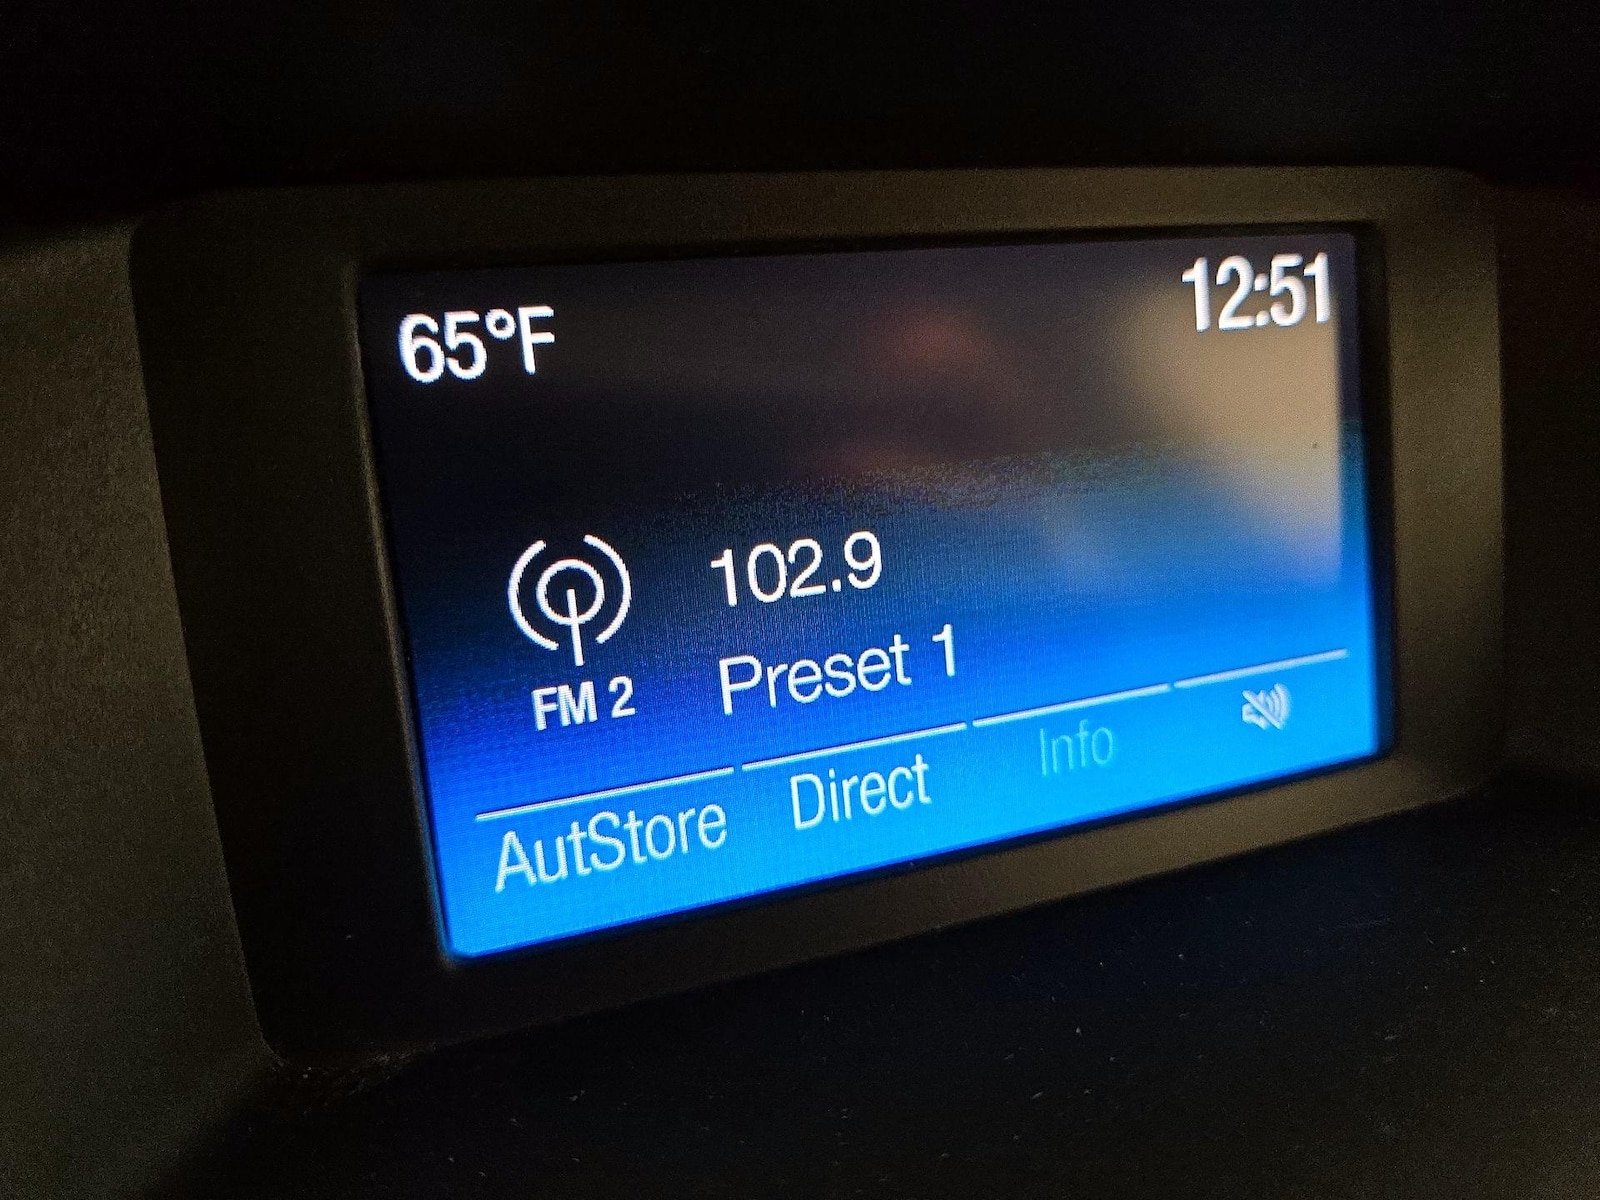 65°F
12:51
102.9
FM 2
Preset 1
AutStore
Direct
Info